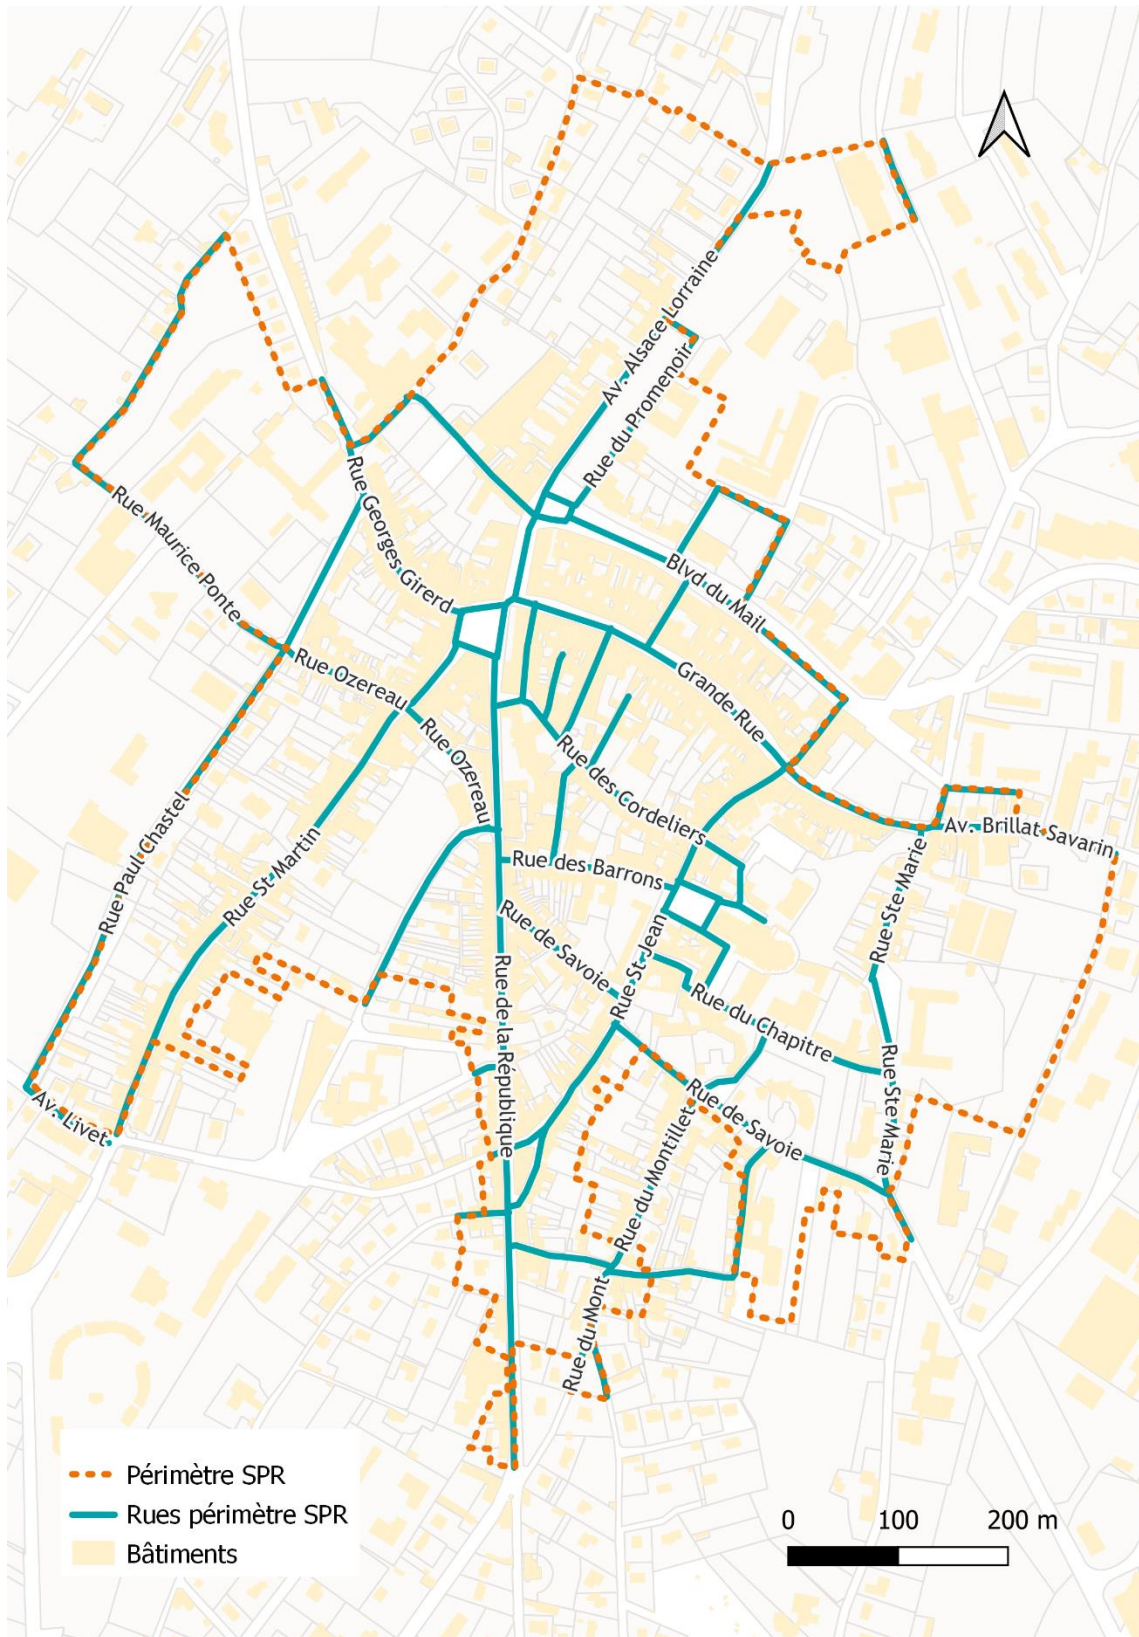 Av. Alsace Lorraine
Rue du Promenoir
Rue Georges Girerd
Rue Maurice Ponte
Blvd du Mail
Rue Ozereau
Grande Rue
Rue Ozereau
Rue des Cordeliers
Av. Brillat Savarin
Rue Paul Chastel
Rue St Martin
Rue des Barrons
Rue Ste Marie
Rue de Savoie
Rue St Jean
Rue de la République
Rue du Chapitre
Rue Ste Marie
Av. Livet
Rue de Savoie
Rue du Montillet
Rue du Mont
Périmètre SPR
Rues périmètre SPR
Bâtiments
0 100 200 m